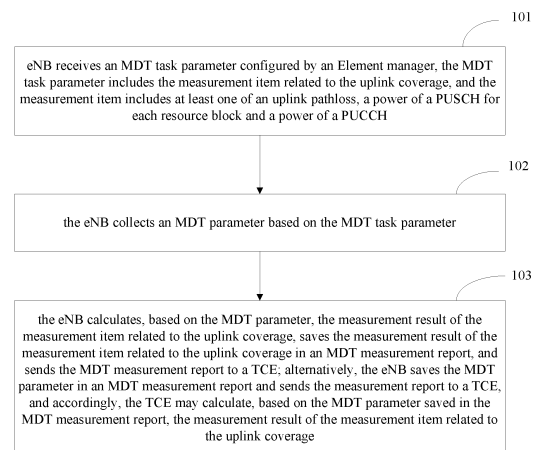 101
eNB receives an MDT task parameter configured by an Element manager, the MDT
task parameter includes the measurement item related to the uplink coverage, and the
measurement item includes at least one of an uplink pathloss, a power of a PUSCH for
each resource block and a power of a PUCCH
102
the eNB collects an MDT parameter based on the MDT task parameter
103
the eNB calculates, based on the MDT parameter, the measurement result of the
measurement item related to the uplink coverage, saves the measurement result of the
measurement item related to the uplink coverage in an MDT measurement report, and
sends the MDT measurement report to a TCE; alternatively, the eNB saves the MDT
parameter in an MDT measurement report and sends the measurement report to a TCE,
and accordingly, the TCE may calculate, based on the MDT parameter saved in the
MDT measurement report, the measurement result of the measurement item related to
the uplink coverage